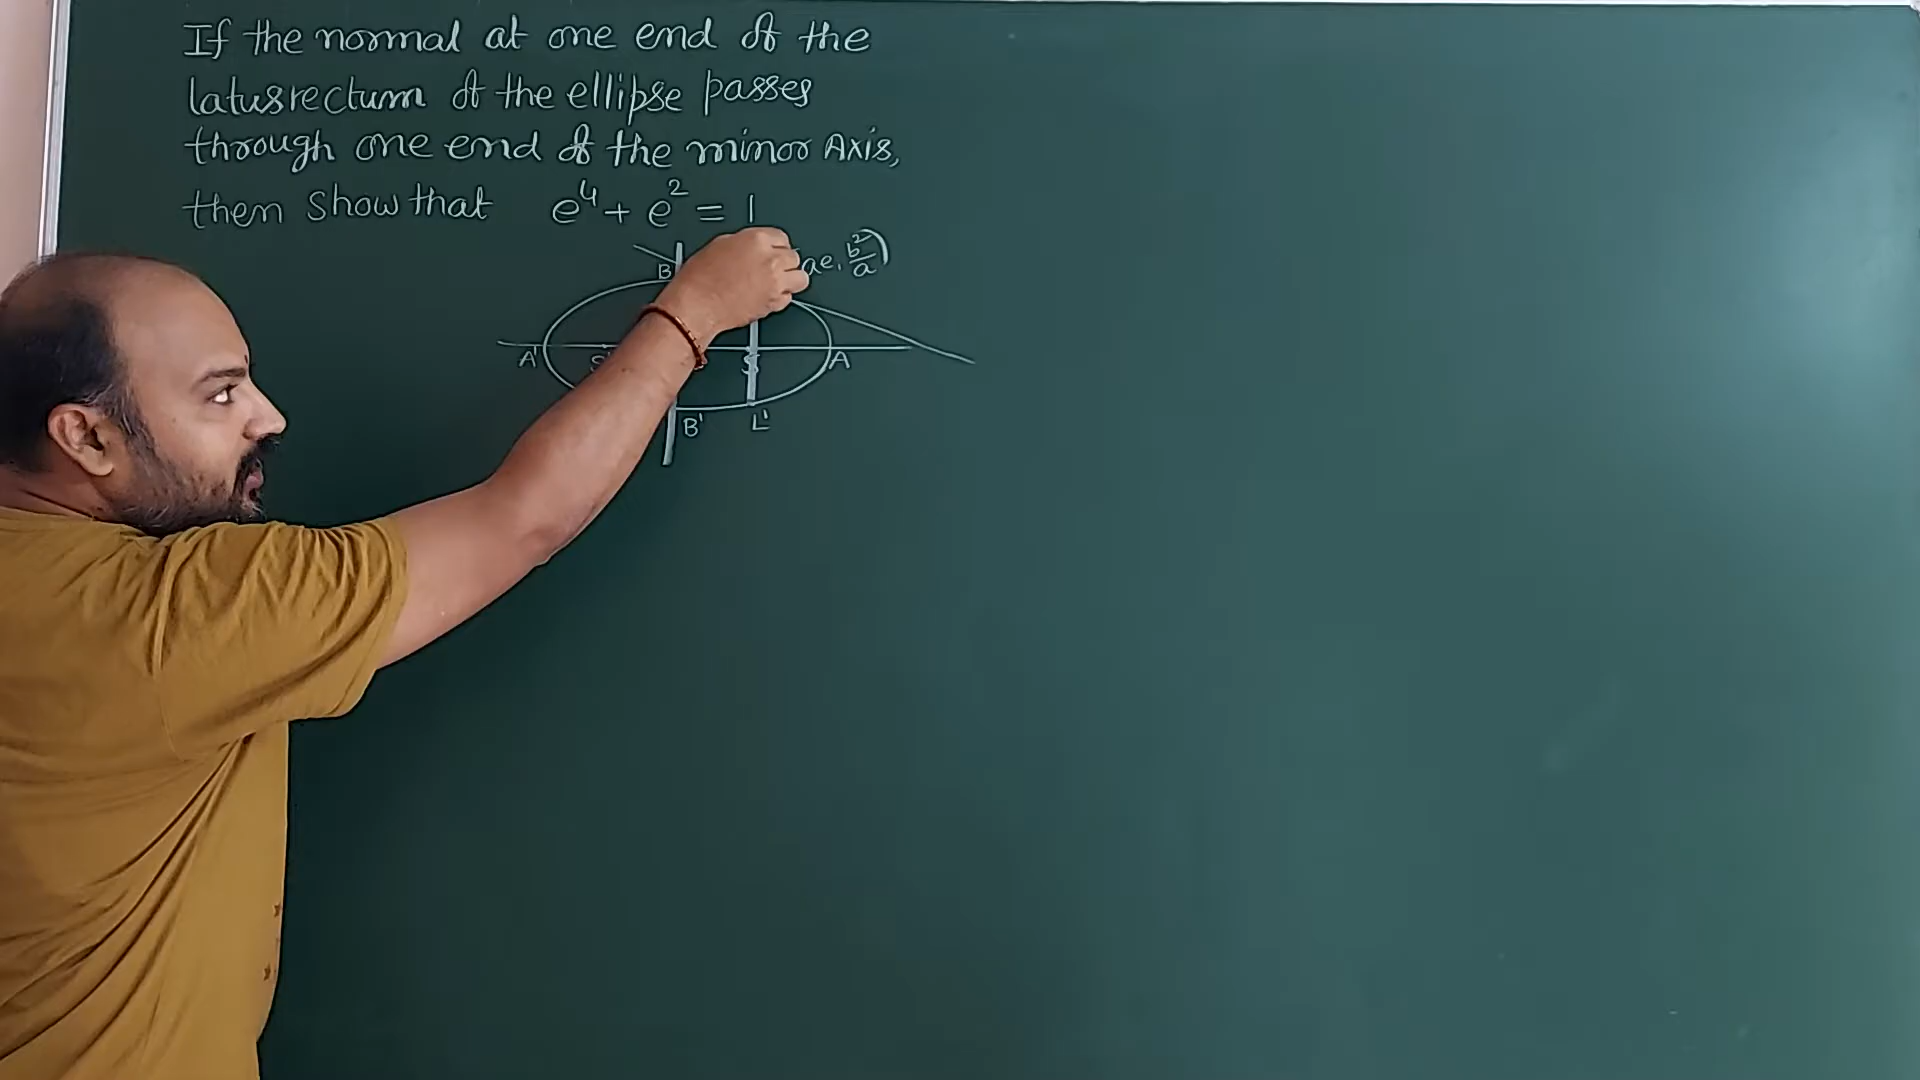 If the normal at one end of the
latusrectum of the ellipse passes
through one end of the minor Axis,
then show that e⁴ + e² = 1
B
ae, b²/a)
A' S' S A
B' L'